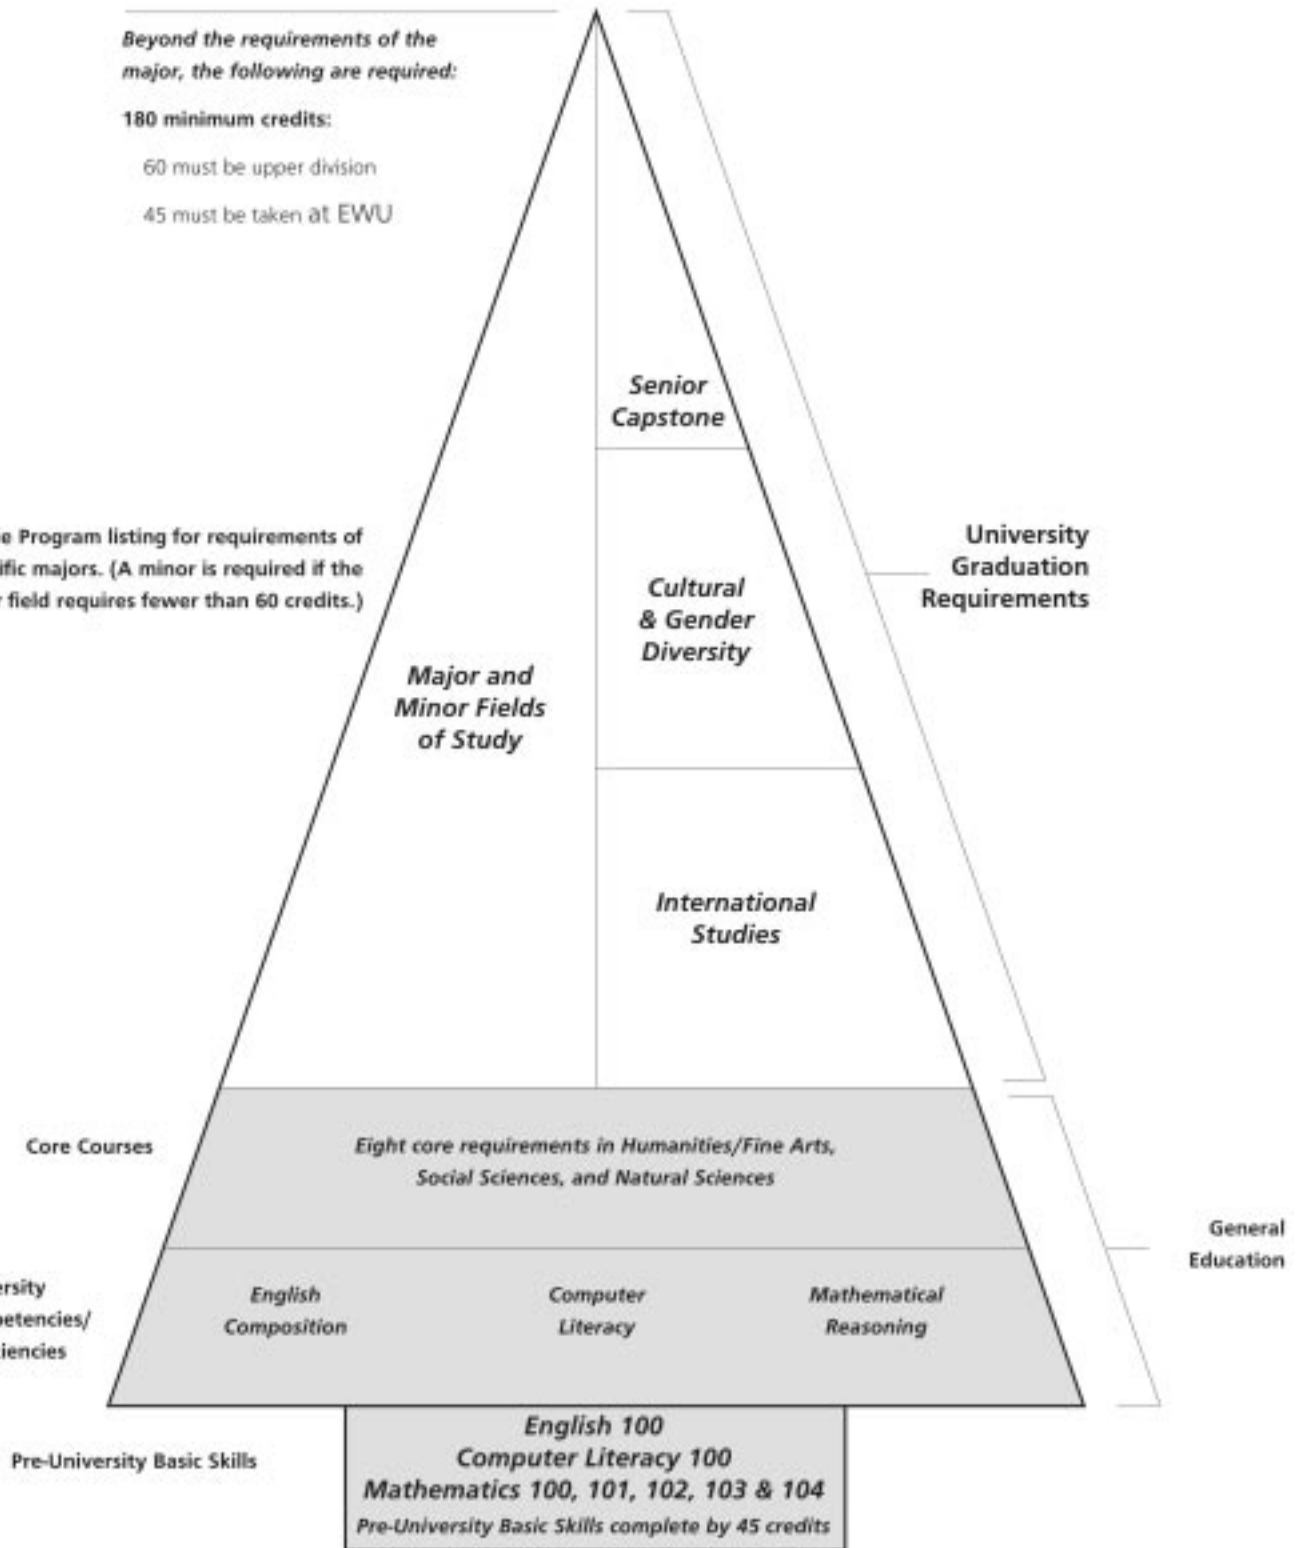 Beyond the requirements of the
major, the following are required:
180 minimum credits:
60 must be upper division
45 must be taken at EWU
Senior
Capstone
e Program listing for requirements of
ific majors. (A minor is required if the
r field requires fewer than 60 credits.)
University
Graduation
Requirements
Cultural
& Gender
Diversity
Major and
Minor Fields
of Study
International
Studies
Core Courses
Eight core requirements in Humanities/Fine Arts,
Social Sciences, and Natural Sciences
General
Education
ersity
petencies/
iencies
English
Composition
Computer
Literacy
Mathematical
Reasoning
Pre-University Basic Skills
English 100
Computer Literacy 100
Mathematics 100, 101, 102, 103 & 104
Pre-University Basic Skills complete by 45 credits